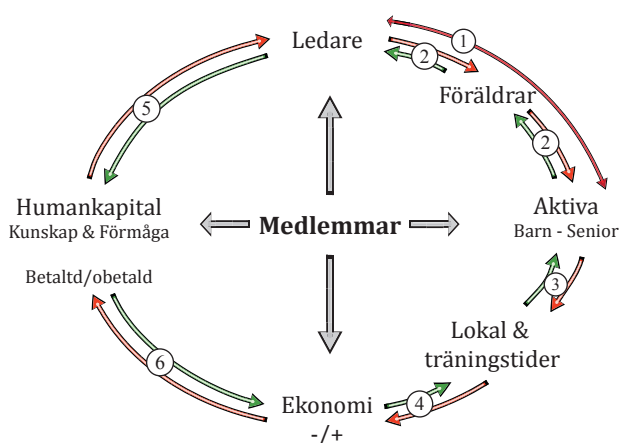 Ledare
1
2
Föräldrar
5
2
Humankapital
Kunskap & Förmåga
Medlemmar
Aktiva
Barn - Senior
Betaltd/obetald
3
Lokal &
träningstider
6
Ekonomi
-/+
4